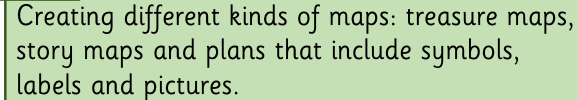 Creating different kinds of maps: treasure maps,
story maps and plans that include symbols,
labels and pictures.